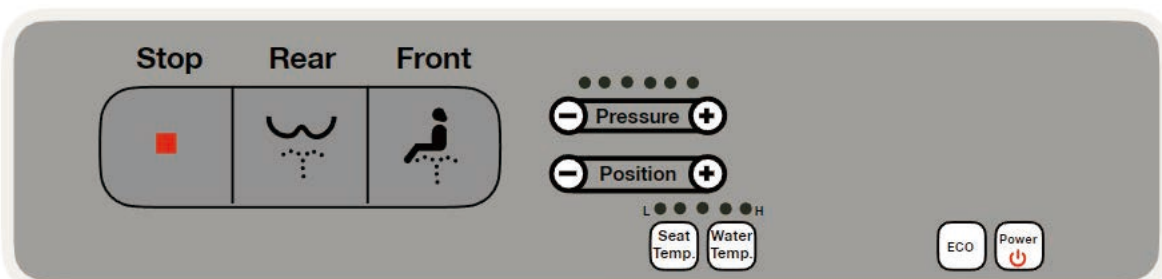 Stop Rear Front
Pressure
Position
L H
Seat Temp.
Water Temp.
ECO
Power